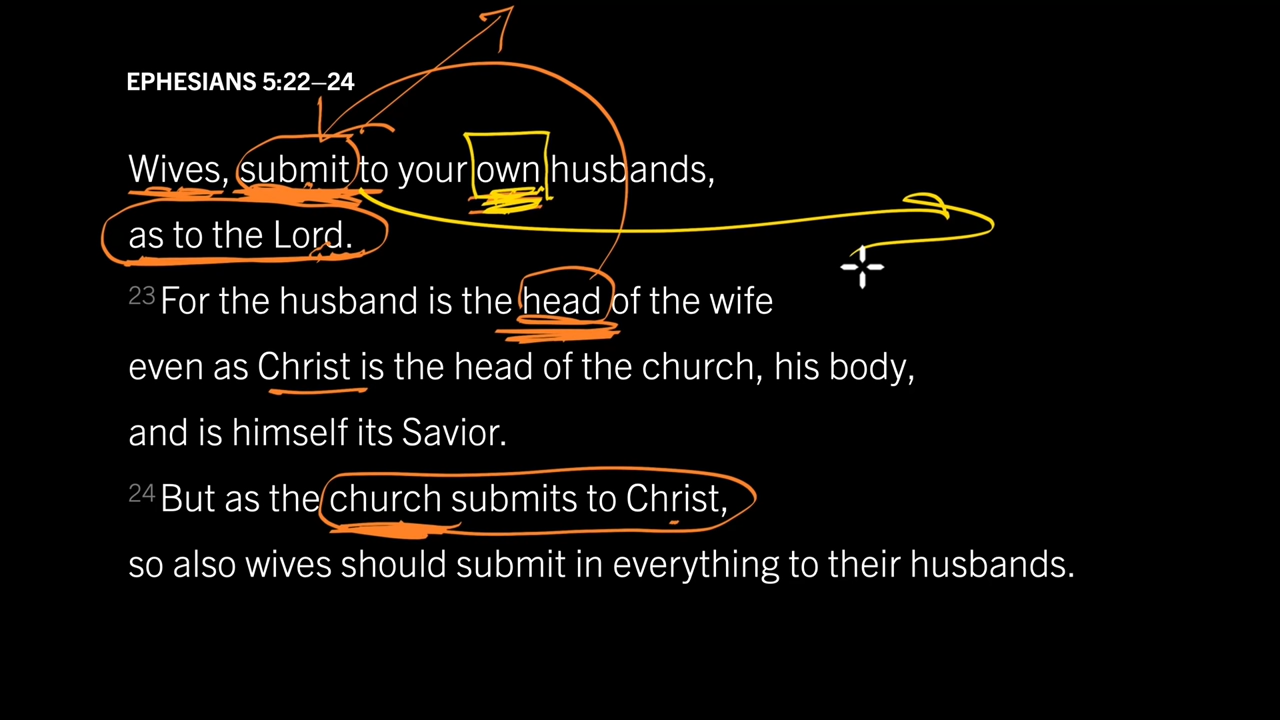 EPHESIANS 5:22–24
Wives, submit to your own husbands,
as to the Lord.
23 For the husband is the head of the wife
even as Christ is the head of the church, his body,
and is himself its Savior.
24 But as the church submits to Christ,
so also wives should submit in everything to their husbands.